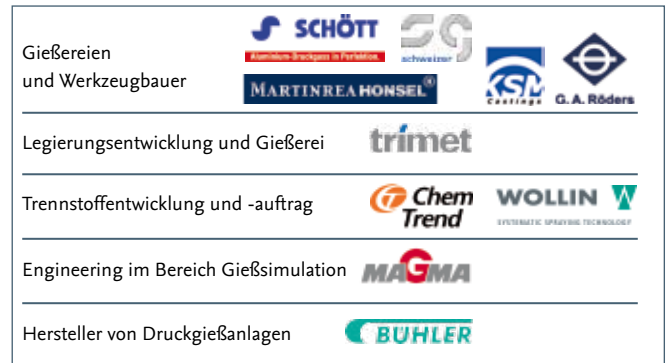 Gießereien
und Werkzeugbauer
SCHÖTT
Aluminium-Druckguss in Perfektion.
schweizer
MARTINREA HONSEL®
KSM
Castings
G. A. Röders
Legierungsentwicklung und Gießerei
trimet
Trennstoffentwicklung und -auftrag
Chem
Trend
WOLLIN
SYSTEMATIC SPRAYING TECHNOLOGY
Engineering im Bereich Gießsimulation
MAGMA
Hersteller von Druckgießanlagen
BÜHLER